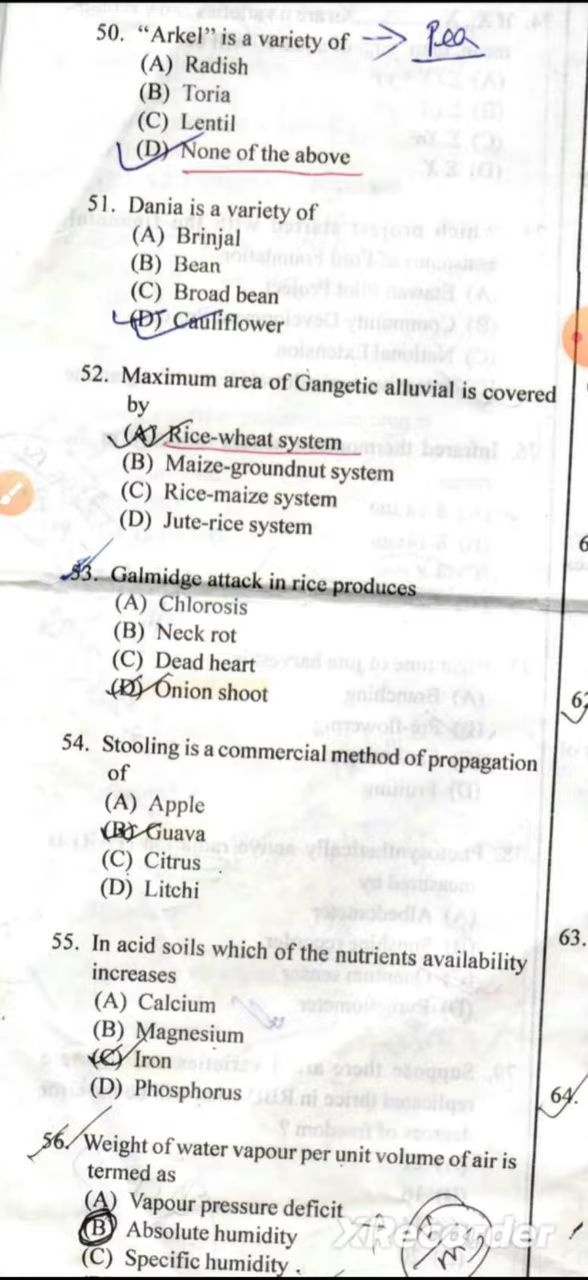 50. “Arkel” is a variety of → Pea
(A) Radish
(B) Toria
(C) Lentil
(D) None of the above
51. Dania is a variety of
(A) Brinjal
(B) Bean
(C) Broad bean
(D) Cauliflower
52. Maximum area of Gangetic alluvial is covered
by
(A) Rice-wheat system
(B) Maize-groundnut system
(C) Rice-maize system
(D) Jute-rice system
53. Galmidge attack in rice produces
(A) Chlorosis
(B) Neck rot
(C) Dead heart
(D) Onion shoot
54. Stooling is a commercial method of propagation
of
(A) Apple
(B) Guava
(C) Citrus
(D) Litchi
55. In acid soils which of the nutrients availability
increases
(A) Calcium
(B) Magnesium
(C) Iron
(D) Phosphorus
56. Weight of water vapour per unit volume of air is
termed as
(A) Vapour pressure deficit
(B) Absolute humidity
(C) Specific humidity
63.
64.
XRecorder